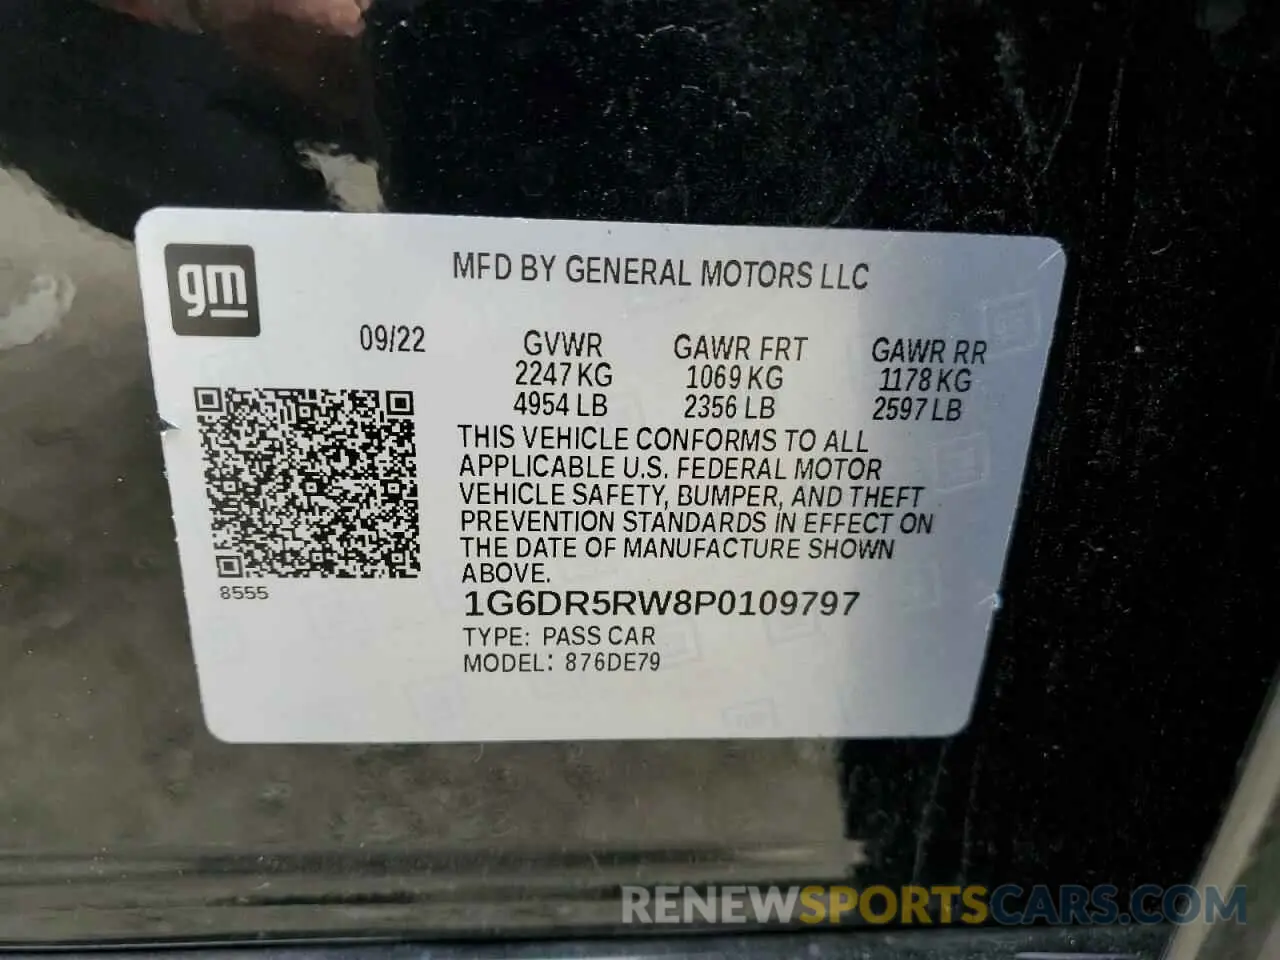 gm
MFD BY GENERAL MOTORS LLC
09/22 GVWR GAWR FRT GAWR RR
2247 KG 1069 KG 1178 KG
4954 LB 2356 LB 2597 LB
THIS VEHICLE CONFORMS TO ALL
APPLICABLE U.S. FEDERAL MOTOR
VEHICLE SAFETY, BUMPER, AND THEFT
PREVENTION STANDARDS IN EFFECT ON
THE DATE OF MANUFACTURE SHOWN
ABOVE.
8555
1G6DR5RW8P0109797
TYPE: PASS CAR
MODEL: 876DE79
RENEWSPORTSCARS.COM